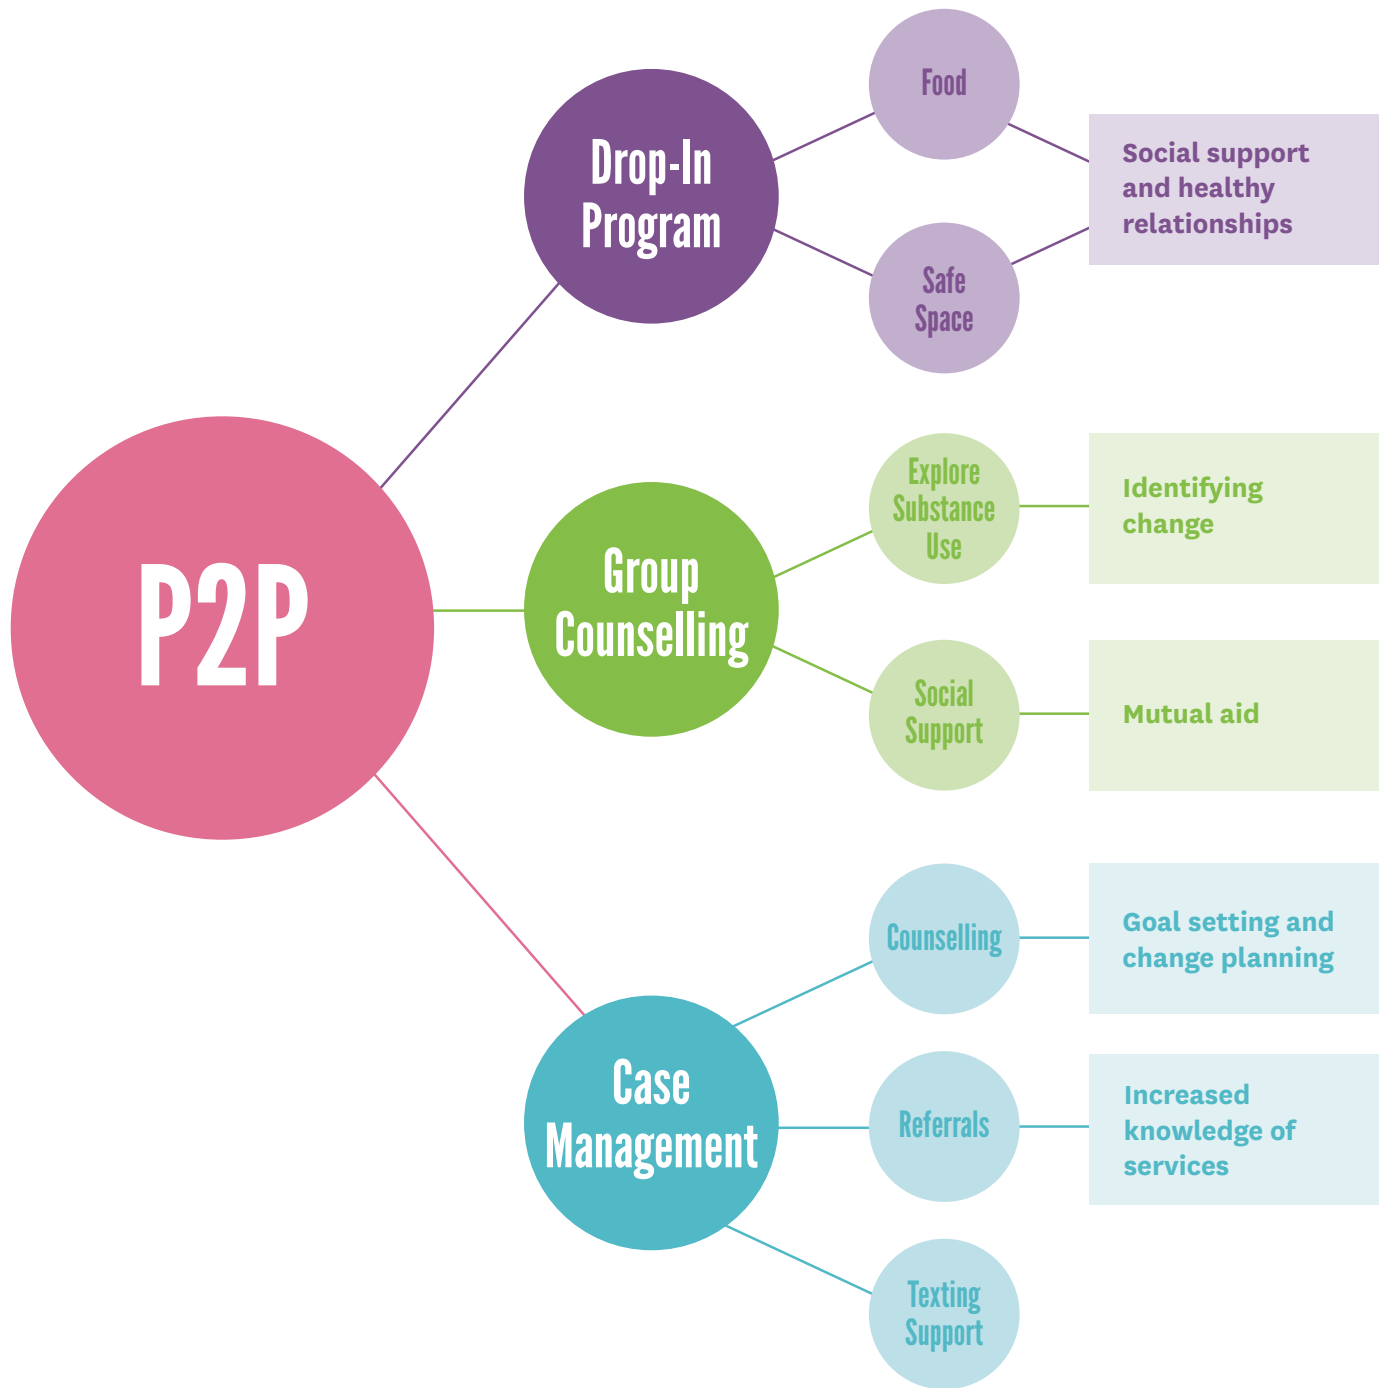 P2P
Drop-In
Program
Food
Safe
Space
Social support
and healthy
relationships
Group
Counselling
Explore
Substance
Use
Identifying
change
Social
Support
Mutual aid
Case
Management
Counselling
Goal setting and
change planning
Referrals
Increased
knowledge of
services
Texting
Support